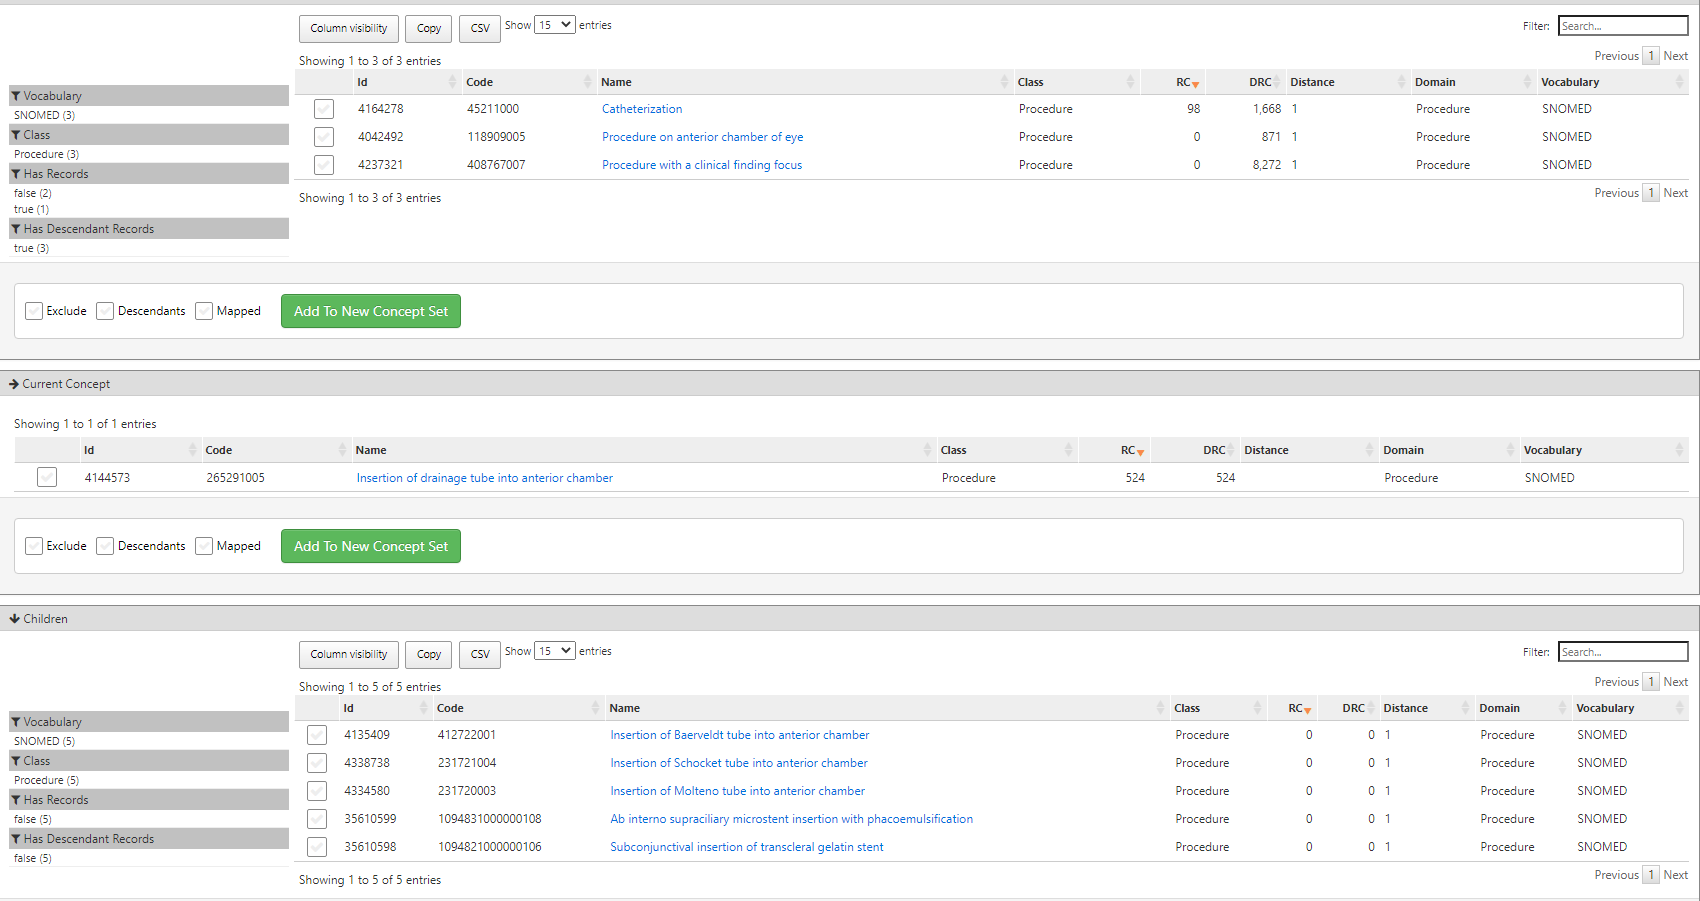 Column visibility Copy CSV Show 15 entries Filter: Search...
Showing 1 to 3 of 3 entries Previous 1 Next
Id Code Name Class RC DRC Distance Domain Vocabulary
4164278 45211000 Catheterization Procedure 98 1,668 1 Procedure SNOMED
4042492 118909005 Procedure on anterior chamber of eye Procedure 0 871 1 Procedure SNOMED
4237321 408767007 Procedure with a clinical finding focus Procedure 0 8,272 1 Procedure SNOMED
Showing 1 to 3 of 3 entries Previous 1 Next
Vocabulary
SNOMED (3)
Class
Procedure (3)
Has Records
false (2)
true (1)
Has Descendant Records
true (3)
Exclude Descendants Mapped Add To New Concept Set
Current Concept
Showing 1 to 1 of 1 entries
Id Code Name Class RC DRC Distance Domain Vocabulary
4144573 265291005 Insertion of drainage tube into anterior chamber Procedure 524 524 Procedure SNOMED
Exclude Descendants Mapped Add To New Concept Set
Children
Column visibility Copy CSV Show 15 entries Filter: Search...
Showing 1 to 5 of 5 entries Previous 1 Next
Id Code Name Class RC DRC Distance Domain Vocabulary
4135409 412722001 Insertion of Baerveldt tube into anterior chamber Procedure 0 0 1 Procedure SNOMED
4338738 231721004 Insertion of Schocket tube into anterior chamber Procedure 0 0 1 Procedure SNOMED
4334580 231720003 Insertion of Molteno tube into anterior chamber Procedure 0 0 1 Procedure SNOMED
35610599 1094831000000108 Ab interno supraciliary microstent insertion with phacoemulsification Procedure 0 0 1 Procedure SNOMED
35610598 1094821000000106 Subconjunctival insertion of transcleral gelatin stent Procedure 0 0 1 Procedure SNOMED
Showing 1 to 5 of 5 entries Previous 1 Next
Vocabulary
SNOMED (5)
Class
Procedure (5)
Has Records
false (5)
Has Descendant Records
false (5)